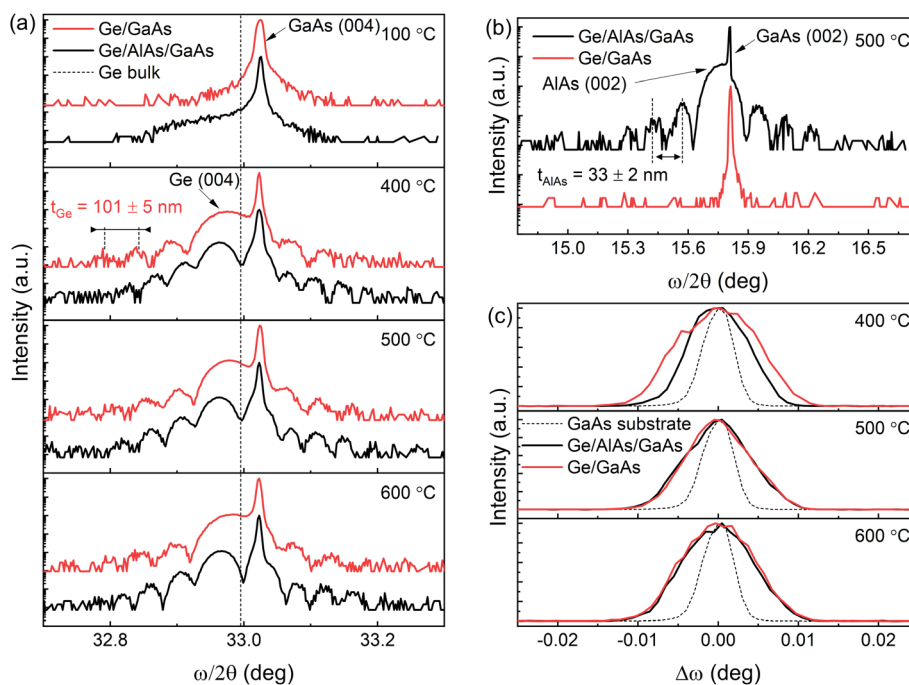 (a)
Ge/GaAs
Ge/AlAs/GaAs
Ge bulk
GaAs (004)
100 °C
Ge (004)
400 °C
t_Ge = 101 ± 5 nm
500 °C
600 °C
Intensity (a.u.)
32.8 33.0 33.2
ω/2θ (deg)
(b)
Ge/AlAs/GaAs
Ge/GaAs
500 °C
GaAs (002)
AlAs (002)
t_AlAs = 33 ± 2 nm
Intensity (a.u.)
15.0 15.3 15.6 15.9 16.2 16.5
ω/2θ (deg)
(c)
400 °C
GaAs substrate
Ge/AlAs/GaAs
Ge/GaAs
500 °C
600 °C
Intensity (a.u.)
-0.02 -0.01 0.00 0.01 0.02
Δω (deg)